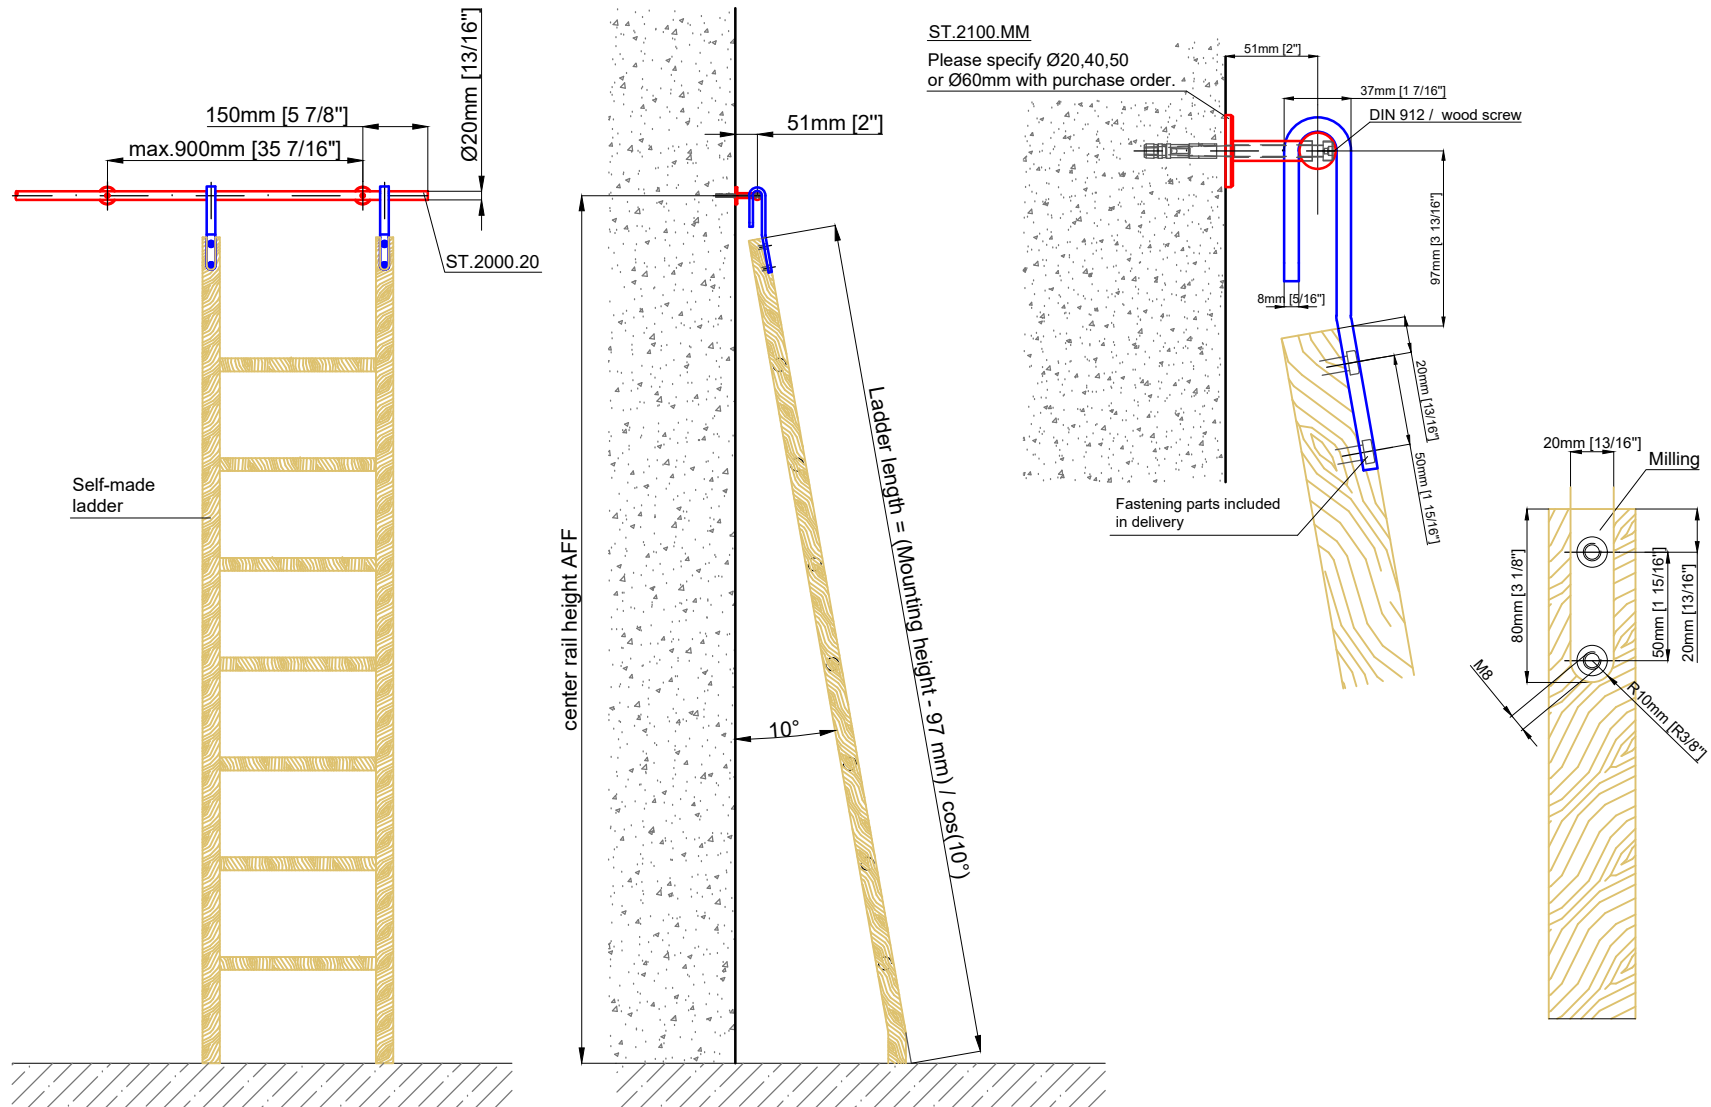 150mm [5 7/8"]
max.900mm [35 7/16"]
Ø20mm [13/16"]
ST.2000.20
Self-made
ladder
51mm [2"]
center rail height AFF
10°
Ladder length = (Mounting height - 97 mm) / cos(10°)
ST.2100.MM
Please specify Ø20,40,50
or Ø60mm with purchase order.
51mm [2"]
37mm [1 7/16"]
DIN 912 / wood screw
97mm [3 13/16"]
8mm [5/16"]
20mm [13/16"]
50mm [1 15/16"]
Fastening parts included
in delivery
20mm [13/16"]
Milling
80mm [3 1/8"]
50mm [1 15/16"]
20mm [13/16"]
M8
R10mm [R3/8"]